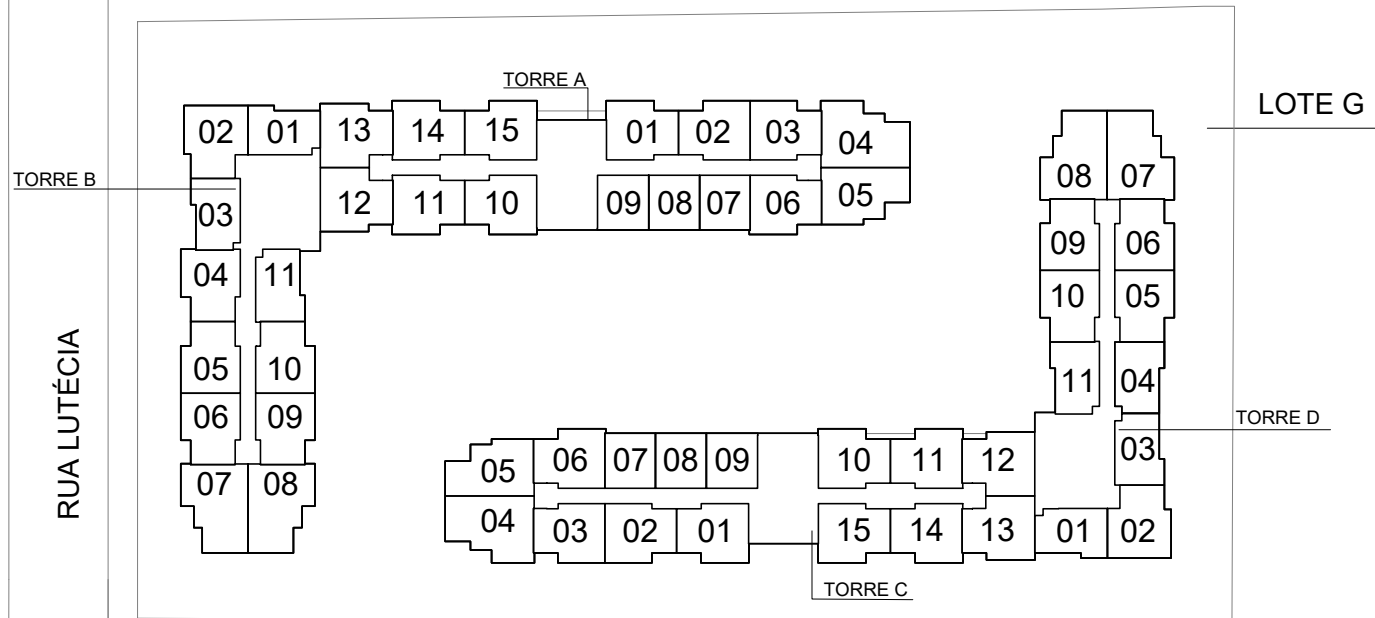 TORRE A
LOTE G
02 01 13 14 15 01 02 03 04
08 07
TORRE B
03 12 11 10 09 08 07 06 05
09 06
04 11
10 05
RUA LUTÉCIA
05 10
11 04
06 09
TORRE D
03
07 08
05 06 07 08 09 10 11 12
04 03 02 01 15 14 13 01 02
TORRE C